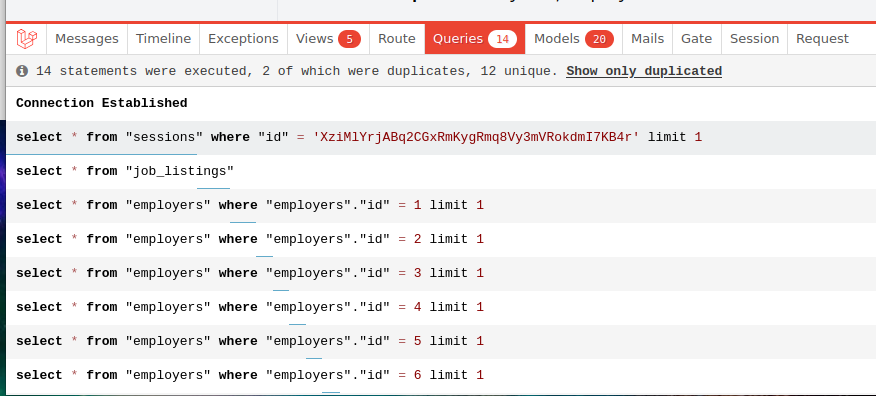 Messages Timeline Exceptions Views 5 Route Queries 14 Models 20 Mails Gate Session Request
14 statements were executed, 2 of which were duplicates, 12 unique. Show only duplicated
Connection Established
select * from "sessions" where "id" = 'XziMlYrjABq2CGxRmKygRmq8Vy3mVRokdmI7KB4r' limit 1
select * from "job_listings"
select * from "employers" where "employers"."id" = 1 limit 1
select * from "employers" where "employers"."id" = 2 limit 1
select * from "employers" where "employers"."id" = 3 limit 1
select * from "employers" where "employers"."id" = 4 limit 1
select * from "employers" where "employers"."id" = 5 limit 1
select * from "employers" where "employers"."id" = 6 limit 1